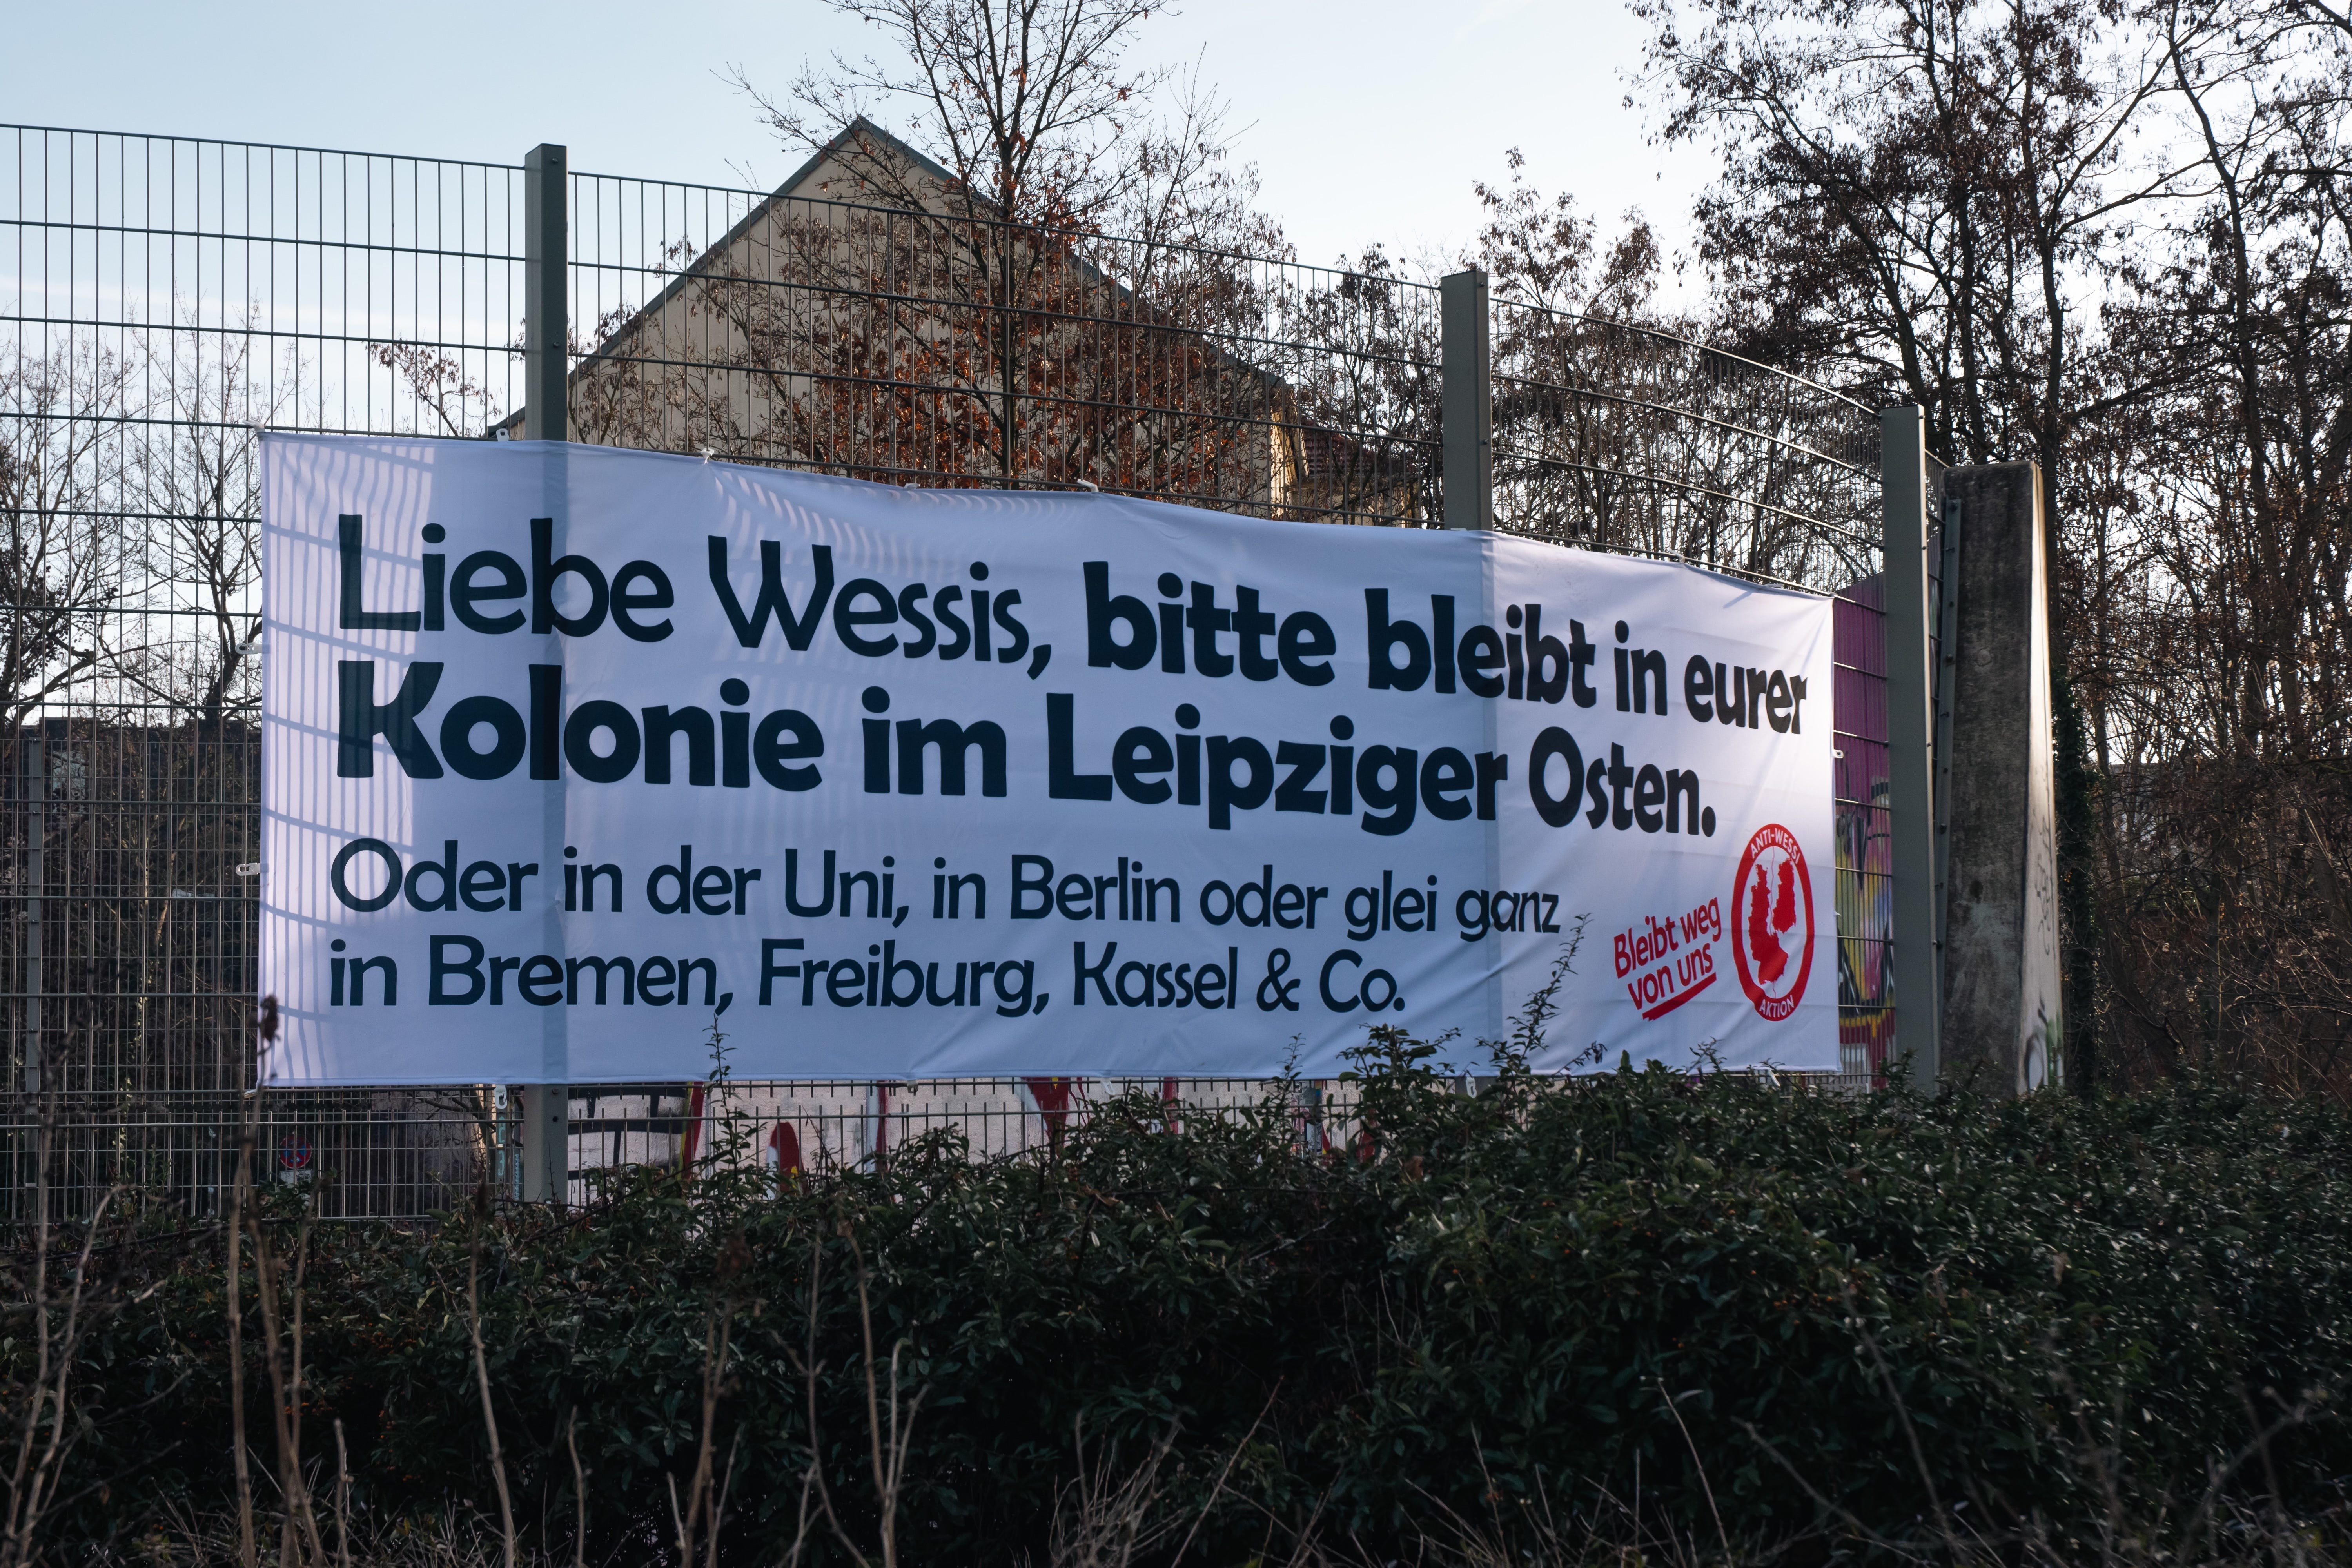 Liebe Wessis, bitte bleibt in eurer
Kolonie im Leipziger Osten.
Oder in der Uni, in Berlin oder glei ganz
in Bremen, Freiburg, Kassel & Co.
Bleibt weg
von uns
ANTI-WESSI
AKTION